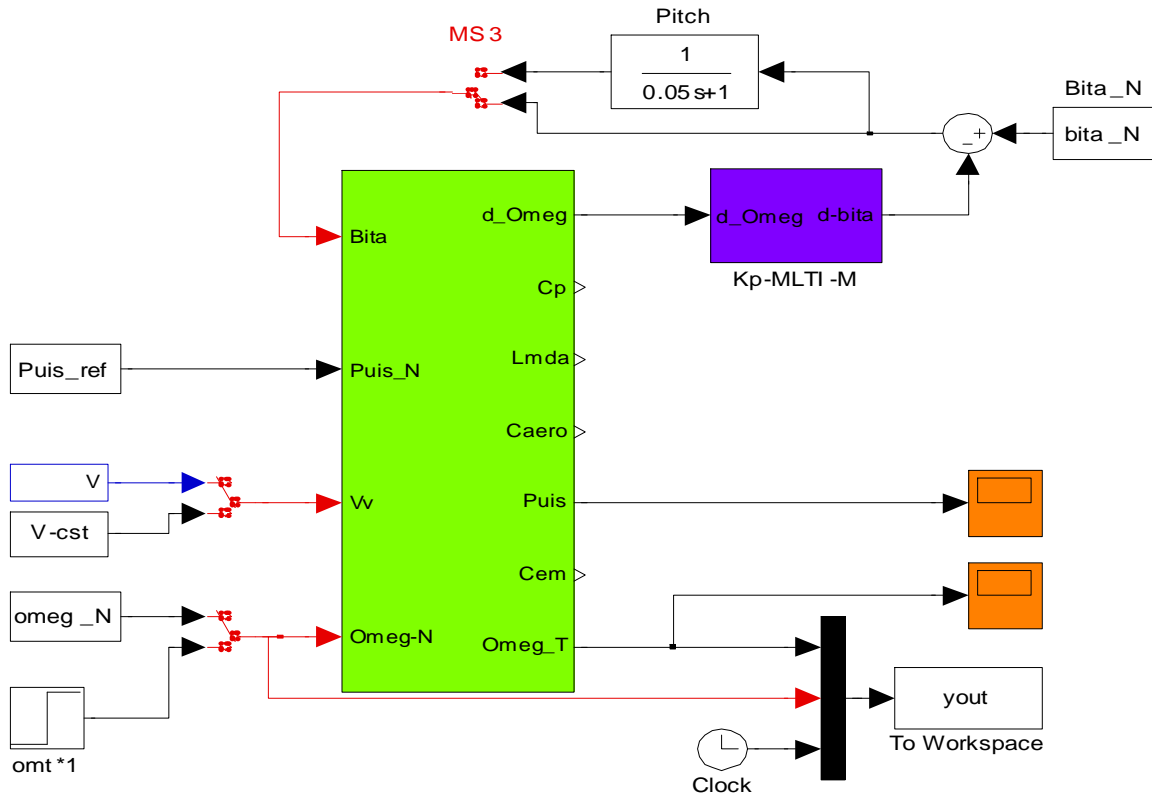 Pitch
MS 3
1
0.05s+1
Bita _N
bita _N
d_Omeg
Bita
d_Omeg d-bita
Kp-MLTI -M
Cp
Puis_ref
Puis_N
Lmda
Caero
V
Vv
Puis
V-cst
Cem
omeg _N
Omeg-N
Omeg_T
yout
To Workspace
omt *1
Clock